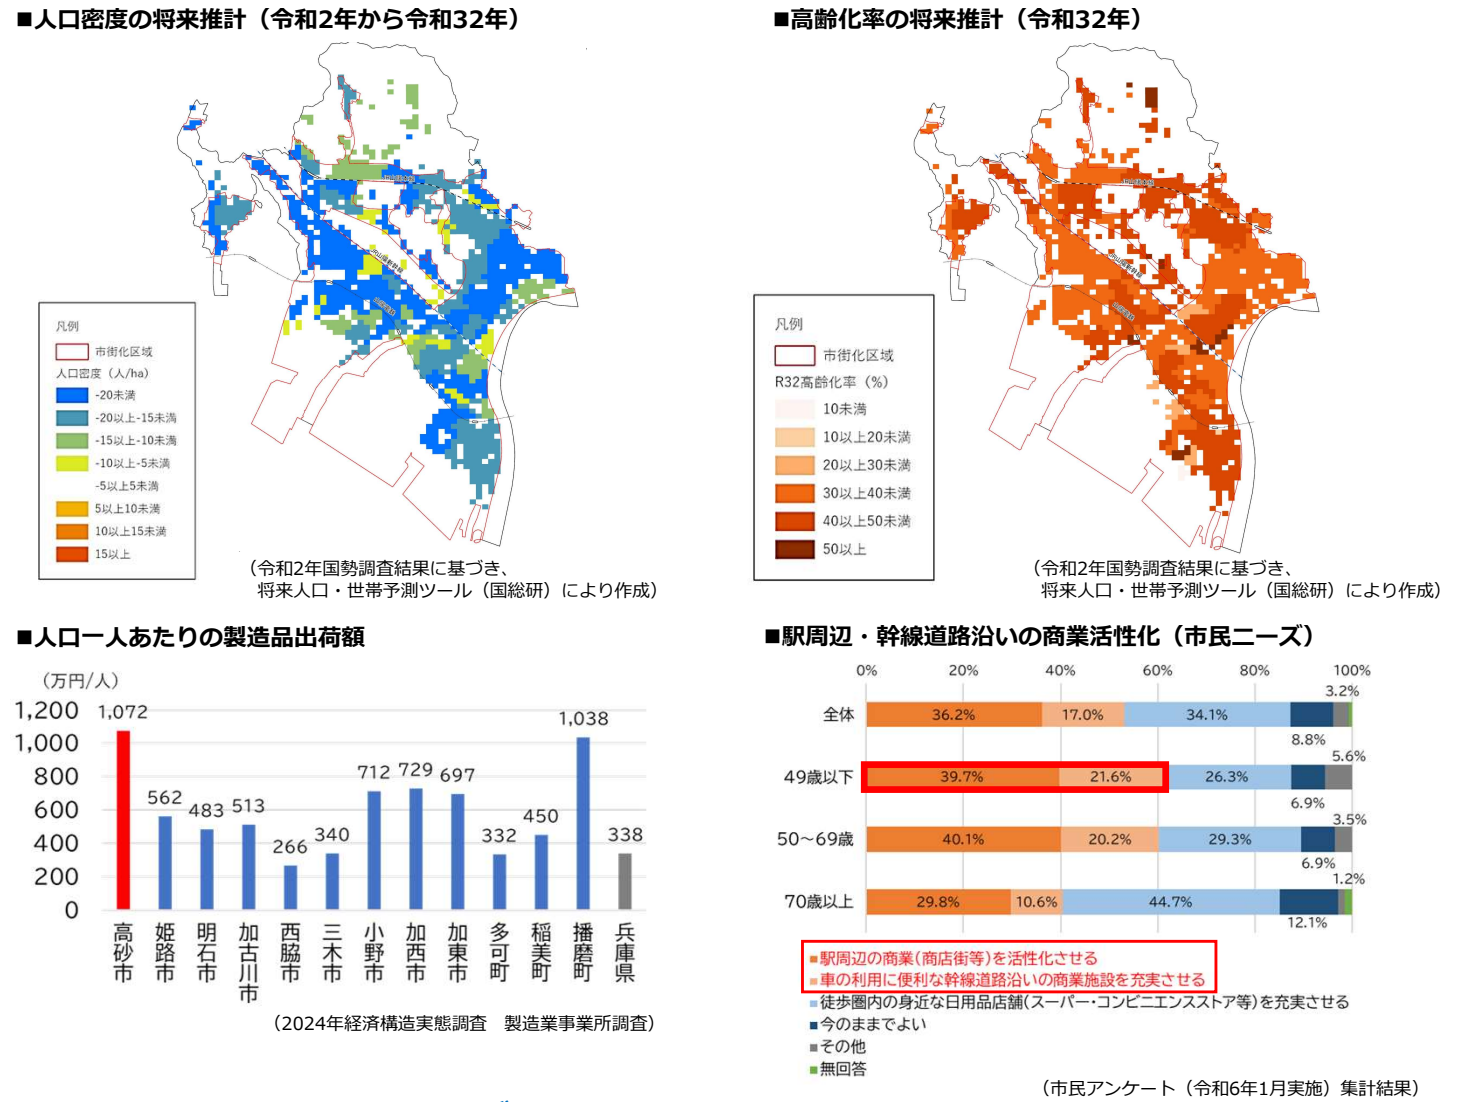 ■人口密度の将来推計（令和2年から令和32年）
JR山陽本線
JR山陽新幹線
凡例
市街化区域
人口密度（人/ha）
-20未満
-20以上-15未満
-15以上-10未満
-10以上-5未満
-5以上5未満
5以上10未満
10以上15未満
15以上
（令和2年国勢調査結果に基づき、
将来人口・世帯予測ツール（国総研）により作成）
■高齢化率の将来推計（令和32年）
JR山陽本線
JR山陽新幹線
凡例
市街化区域
R32高齢化率（%）
10未満
10以上20未満
20以上30未満
30以上40未満
40以上50未満
50以上
（令和2年国勢調査結果に基づき、
将来人口・世帯予測ツール（国総研）により作成）
■人口一人あたりの製造品出荷額
（万円/人）
1,200
1,000
800
600
400
200
0
1,072
562
483
513
266
340
712
729
697
332
450
1,038
338
高砂市
姫路市
明石市
加古川市
西脇市
三木市
小野市
加西市
加東市
多可町
稲美町
播磨町
兵庫県
（2024年経済構造実態調査　製造業事業所調査）
■駅周辺・幹線道路沿いの商業活性化（市民ニーズ）
0% 20% 40% 60% 80% 100%
3.2%
全体 36.2% 17.0% 34.1%
8.8%
5.6%
49歳以下 39.7% 21.6% 26.3%
6.9%
3.5%
50～69歳 40.1% 20.2% 29.3%
6.9%
1.2%
70歳以上 29.8% 10.6% 44.7%
12.1%
■駅周辺の商業(商店街等)を活性化させる
■車の利用に便利な幹線道路沿いの商業施設を充実させる
■徒歩圏内の身近な日用品店舗(スーパー・コンビニエンスストア等)を充実させる
■今のままでよい
■その他
■無回答
（市民アンケート（令和6年1月実施）集計結果）